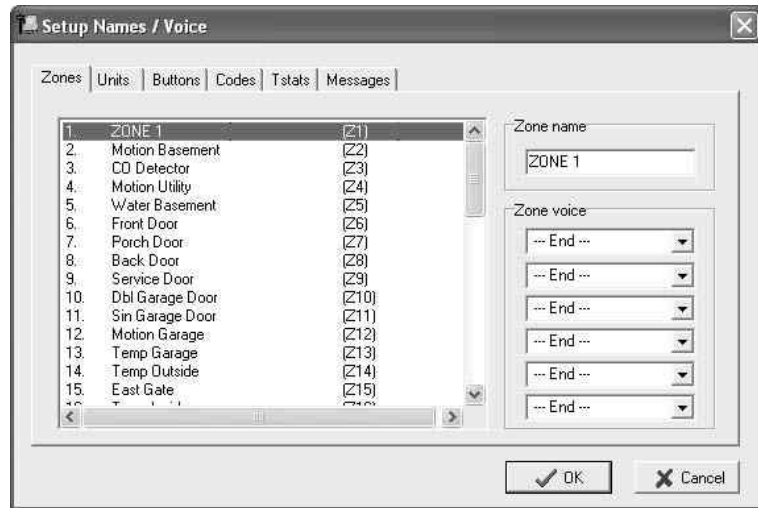 Setup Names / Voice
Zones Units Buttons Codes Tstats Messages
1. ZONE 1 (Z1)
2. Motion Basement (Z2)
3. CO Detector (Z3)
4. Motion Utility (Z4)
5. Water Basement (Z5)
6. Front Door (Z6)
7. Porch Door (Z7)
8. Back Door (Z8)
9. Service Door (Z9)
10. Dbl Garage Door (Z10)
11. Sin Garage Door (Z11)
12. Motion Garage (Z12)
13. Temp Garage (Z13)
14. Temp Outside (Z14)
15. East Gate (Z15)
Zone name
ZONE 1
Zone voice
--- End ---
--- End ---
--- End ---
--- End ---
--- End ---
--- End ---
OK Cancel